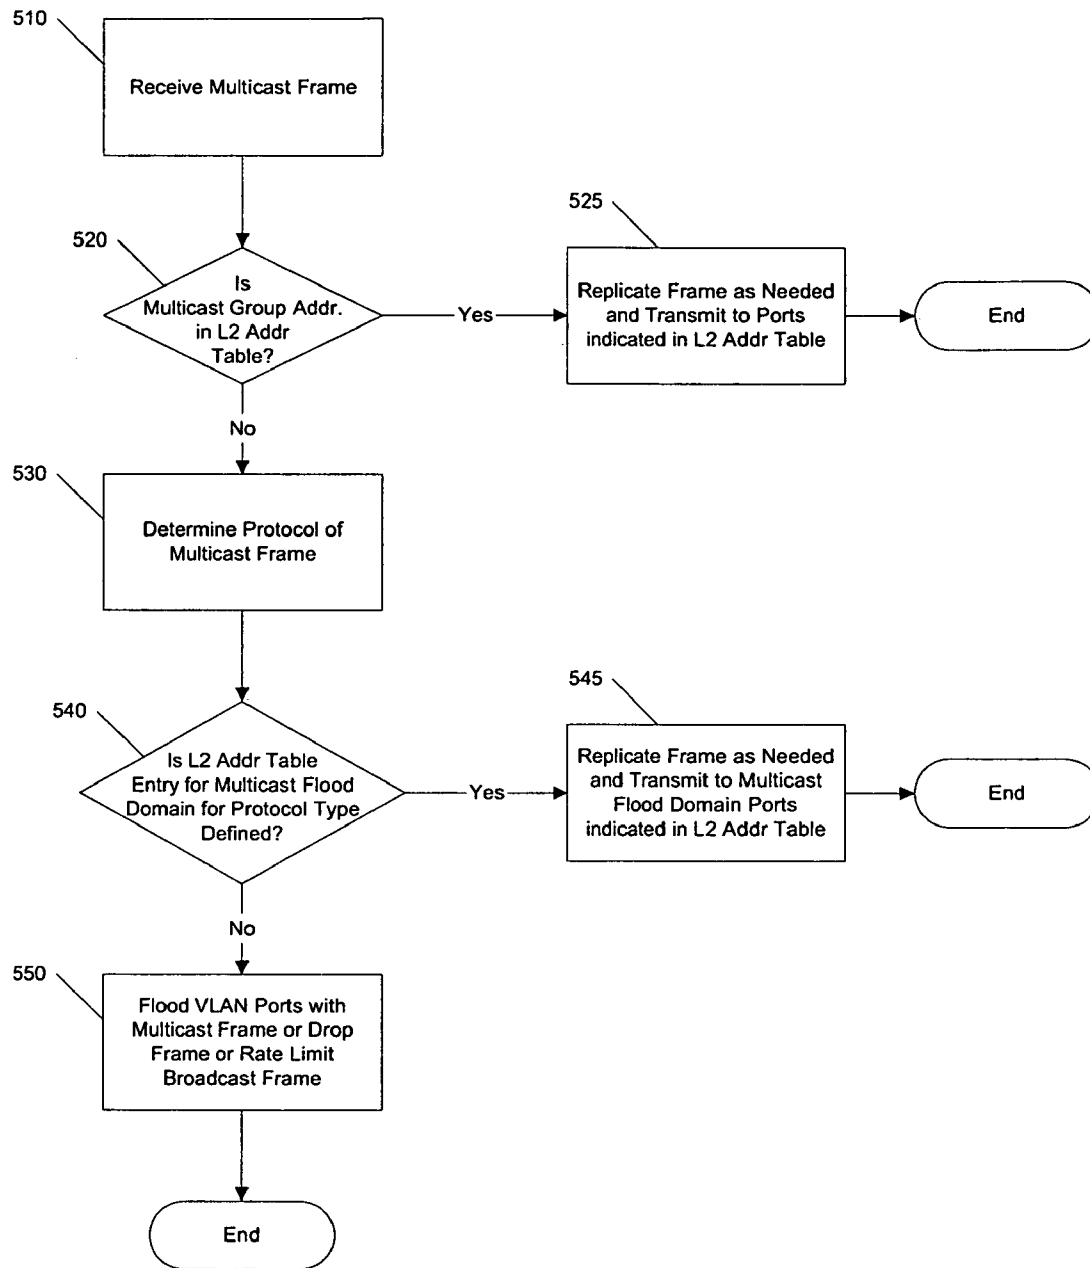 510
Receive Multicast Frame
520
Is
Multicast Group Addr.
in L2 Addr
Table?
Yes
525
Replicate Frame as Needed
and Transmit to Ports
indicated in L2 Addr Table
End
No
530
Determine Protocol of
Multicast Frame
540
Is L2 Addr Table
Entry for Multicast Flood
Domain for Protocol Type
Defined?
Yes
545
Replicate Frame as Needed
and Transmit to Multicast
Flood Domain Ports
indicated in L2 Addr Table
End
No
550
Flood VLAN Ports with
Multicast Frame or Drop
Frame or Rate Limit
Broadcast Frame
End